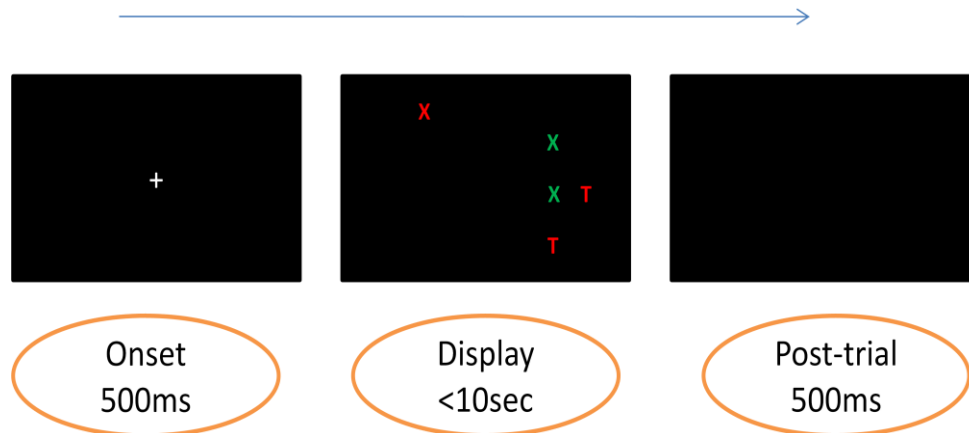 X
X
+
X T
T
Onset
500ms
Display
<10sec
Post-trial
500ms